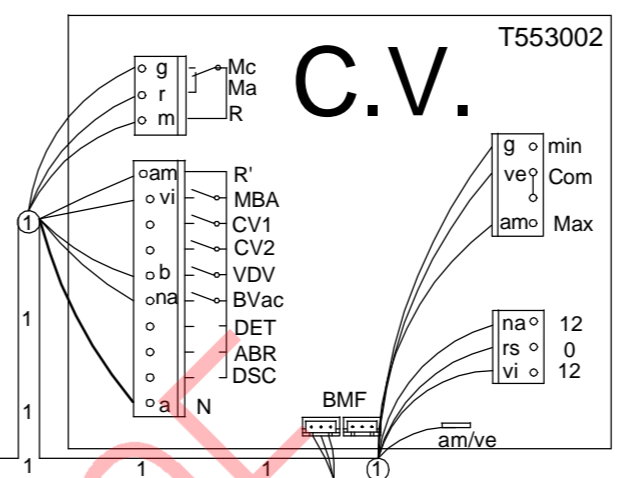 T553002
C.V.
g Mc
r Ma
m R
am R'
vi MBA
CV1
CV2
b VDV
na BVac
DET
ABR
DSC
a N
g min
ve Com
am Max
na 12
rs 0
vi 12
BMF
am/ve
1
1
1
1
1
1
1